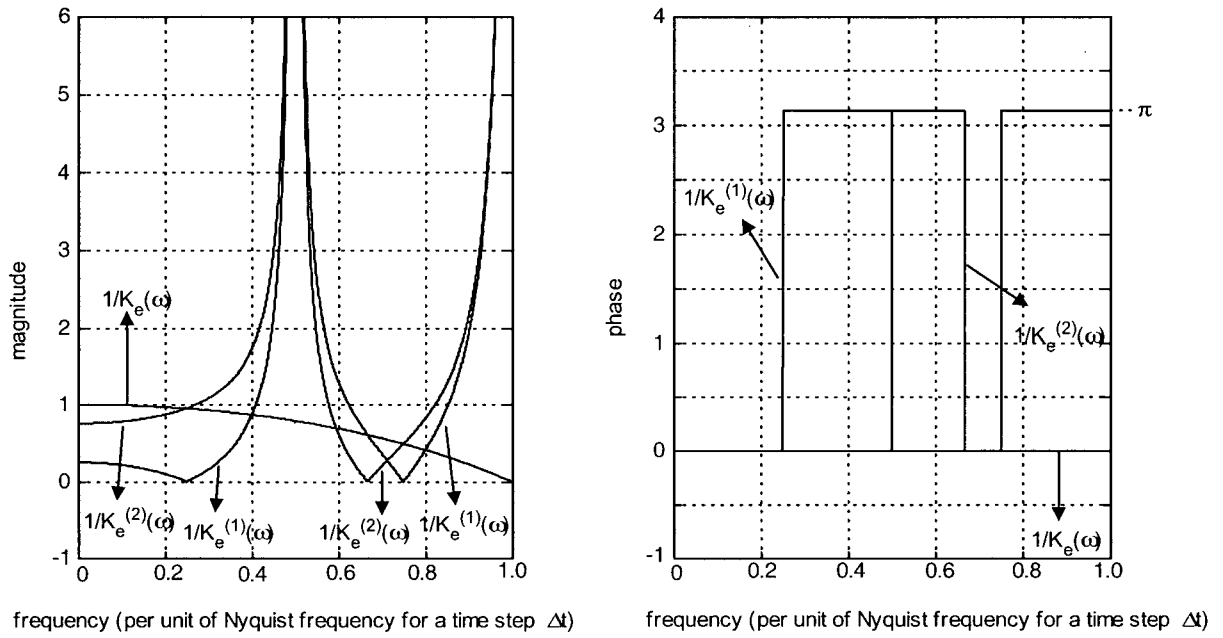 6
5
4
3
2
1
0
-1
magnitude
1/Ke(ω)
1/Ke(2)(ω)
1/Ke(1)(ω)
1/Ke(2)(ω)
1/Ke(1)(ω)
0 0.2 0.4 0.6 0.8 1.0
frequency (per unit of Nyquist frequency for a time step Δt)
4
3
2
1
0
-1
phase
π
1/Ke(1)(ω)
1/Ke(2)(ω)
1/Ke(ω)
0 0.2 0.4 0.6 0.8 1.0
frequency (per unit of Nyquist frequency for a time step Δt)